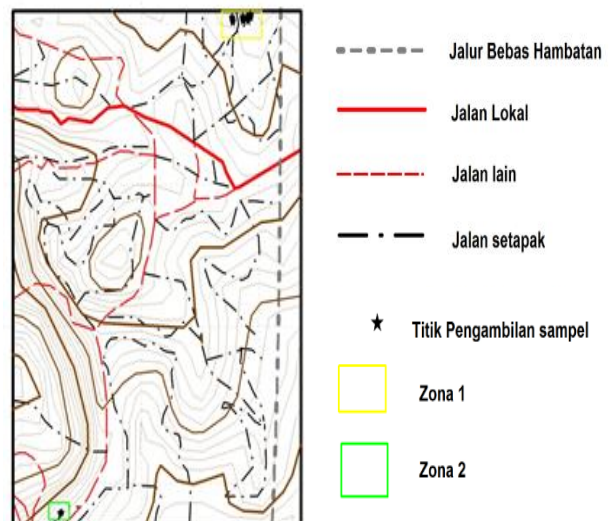 Jalur Bebas Hambatan
Jalan Lokal
Jalan lain
Jalan setapak
Titik Pengambilan sampel
Zona 1
Zona 2